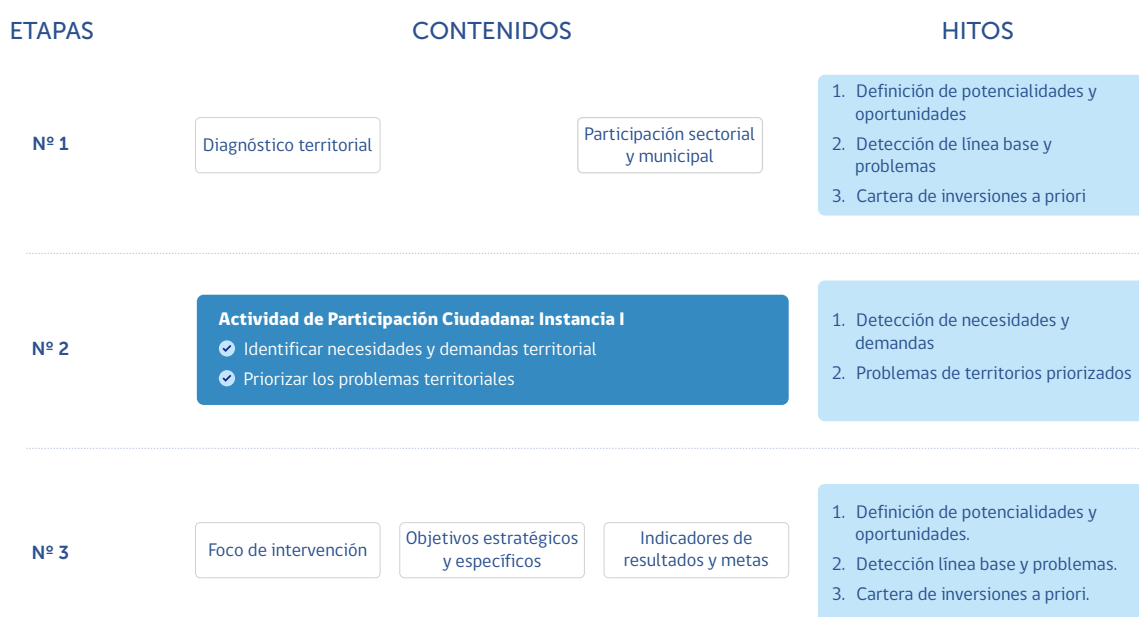 ETAPAS
CONTENIDOS
HITOS
Nº 1
Diagnóstico territorial
Participación sectorial
y municipal
1. Definición de potencialidades y
oportunidades
2. Detección de línea base y
problemas
3. Cartera de inversiones a priori
Nº 2
Actividad de Participación Ciudadana: Instancia I
Identificar necesidades y demandas territorial
Priorizar los problemas territoriales
1. Detección de necesidades y
demandas
2. Problemas de territorios priorizados
Nº 3
Foco de intervención
Objetivos estratégicos
y específicos
Indicadores de
resultados y metas
1. Definición de potencialidades y
oportunidades.
2. Detección línea base y problemas.
3. Cartera de inversiones a priori.